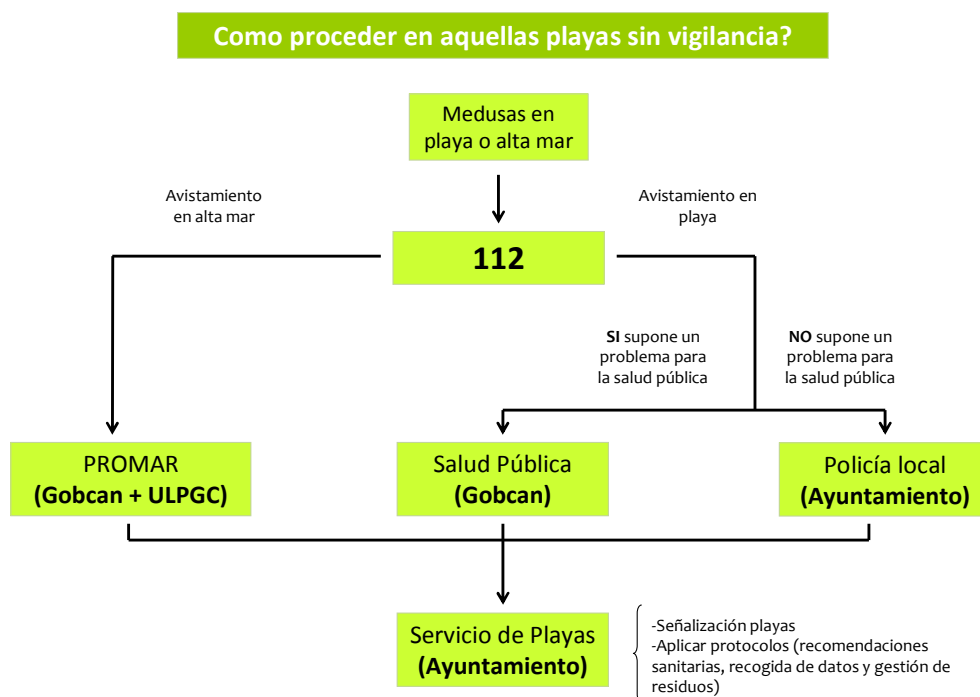 Como proceder en aquellas playas sin vigilancia?
Medusas en
playa o alta mar
Avistamiento
en alta mar
Avistamiento en
playa
112
SI supone un
problema para
la salud pública
NO supone un
problema para
la salud pública
PROMAR
(Gobcan + ULPGC)
Salud Pública
(Gobcan)
Policía local
(Ayuntamiento)
Servicio de Playas
(Ayuntamiento)
-Señalización playas
-Aplicar protocolos (recomendaciones
sanitarias, recogida de datos y gestión de
residuos)